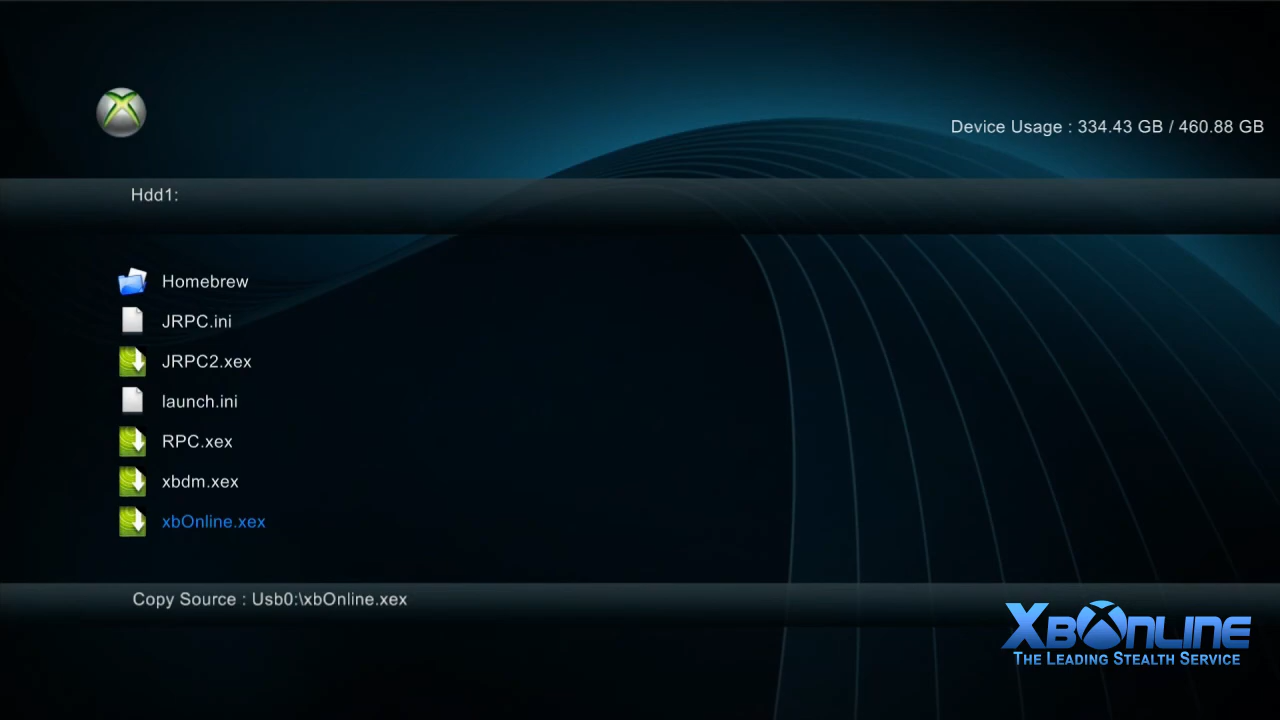 Device Usage : 334.43 GB / 460.88 GB
Hdd1:
Homebrew
JRPC.ini
JRPC2.xex
launch.ini
RPC.xex
xbdm.xex
xbOnline.xex
Copy Source : Usb0:\xbOnline.xex
XBONLINE
THE LEADING STEALTH SERVICE